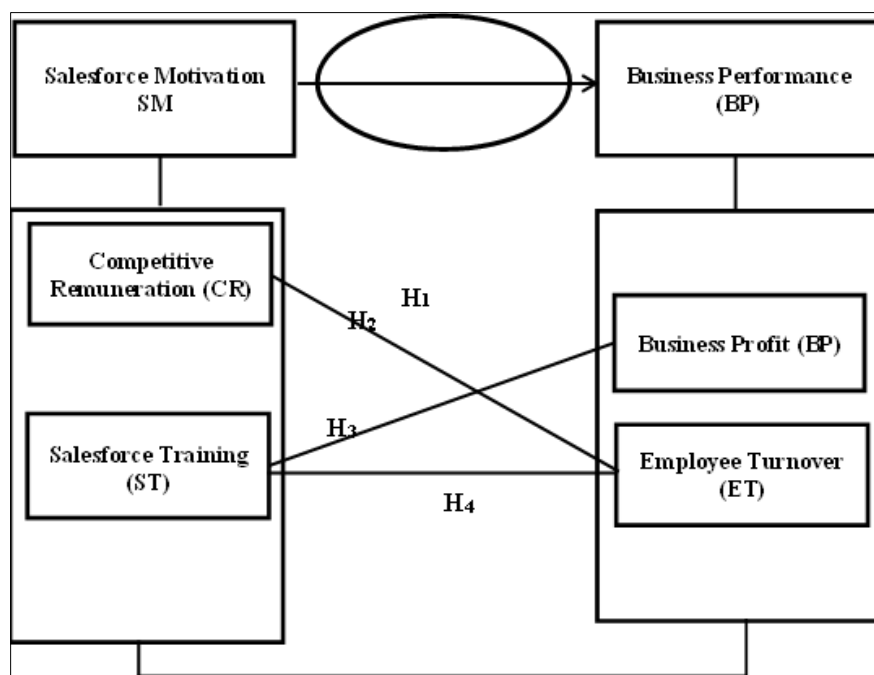 Salesforce Motivation
SM
Business Performance
(BP)
Competitive
Remuneration (CR)
H1
H2
Business Profit (BP)
H3
Salesforce Training
(ST)
Employee Turnover
(ET)
H4